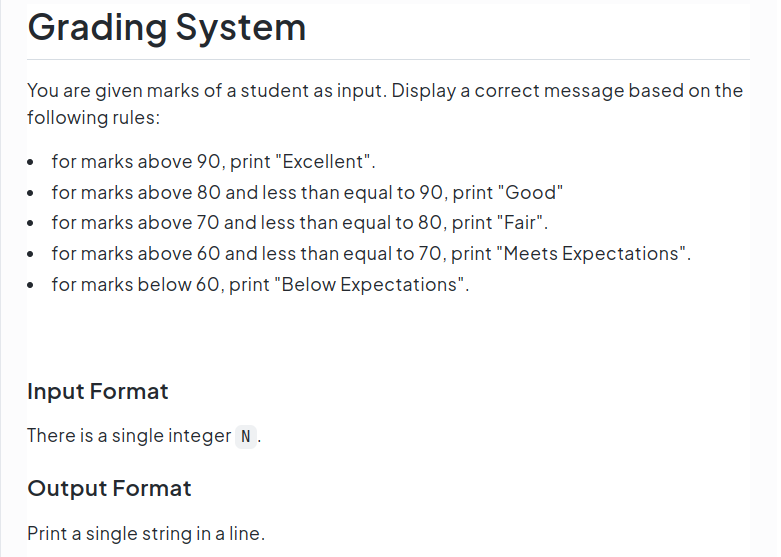 Grading System
You are given marks of a student as input. Display a correct message based on the
following rules:
• for marks above 90, print "Excellent".
• for marks above 80 and less than equal to 90, print "Good"
• for marks above 70 and less than equal to 80, print "Fair".
• for marks above 60 and less than equal to 70, print "Meets Expectations".
• for marks below 60, print "Below Expectations".
Input Format
There is a single integer N.
Output Format
Print a single string in a line.